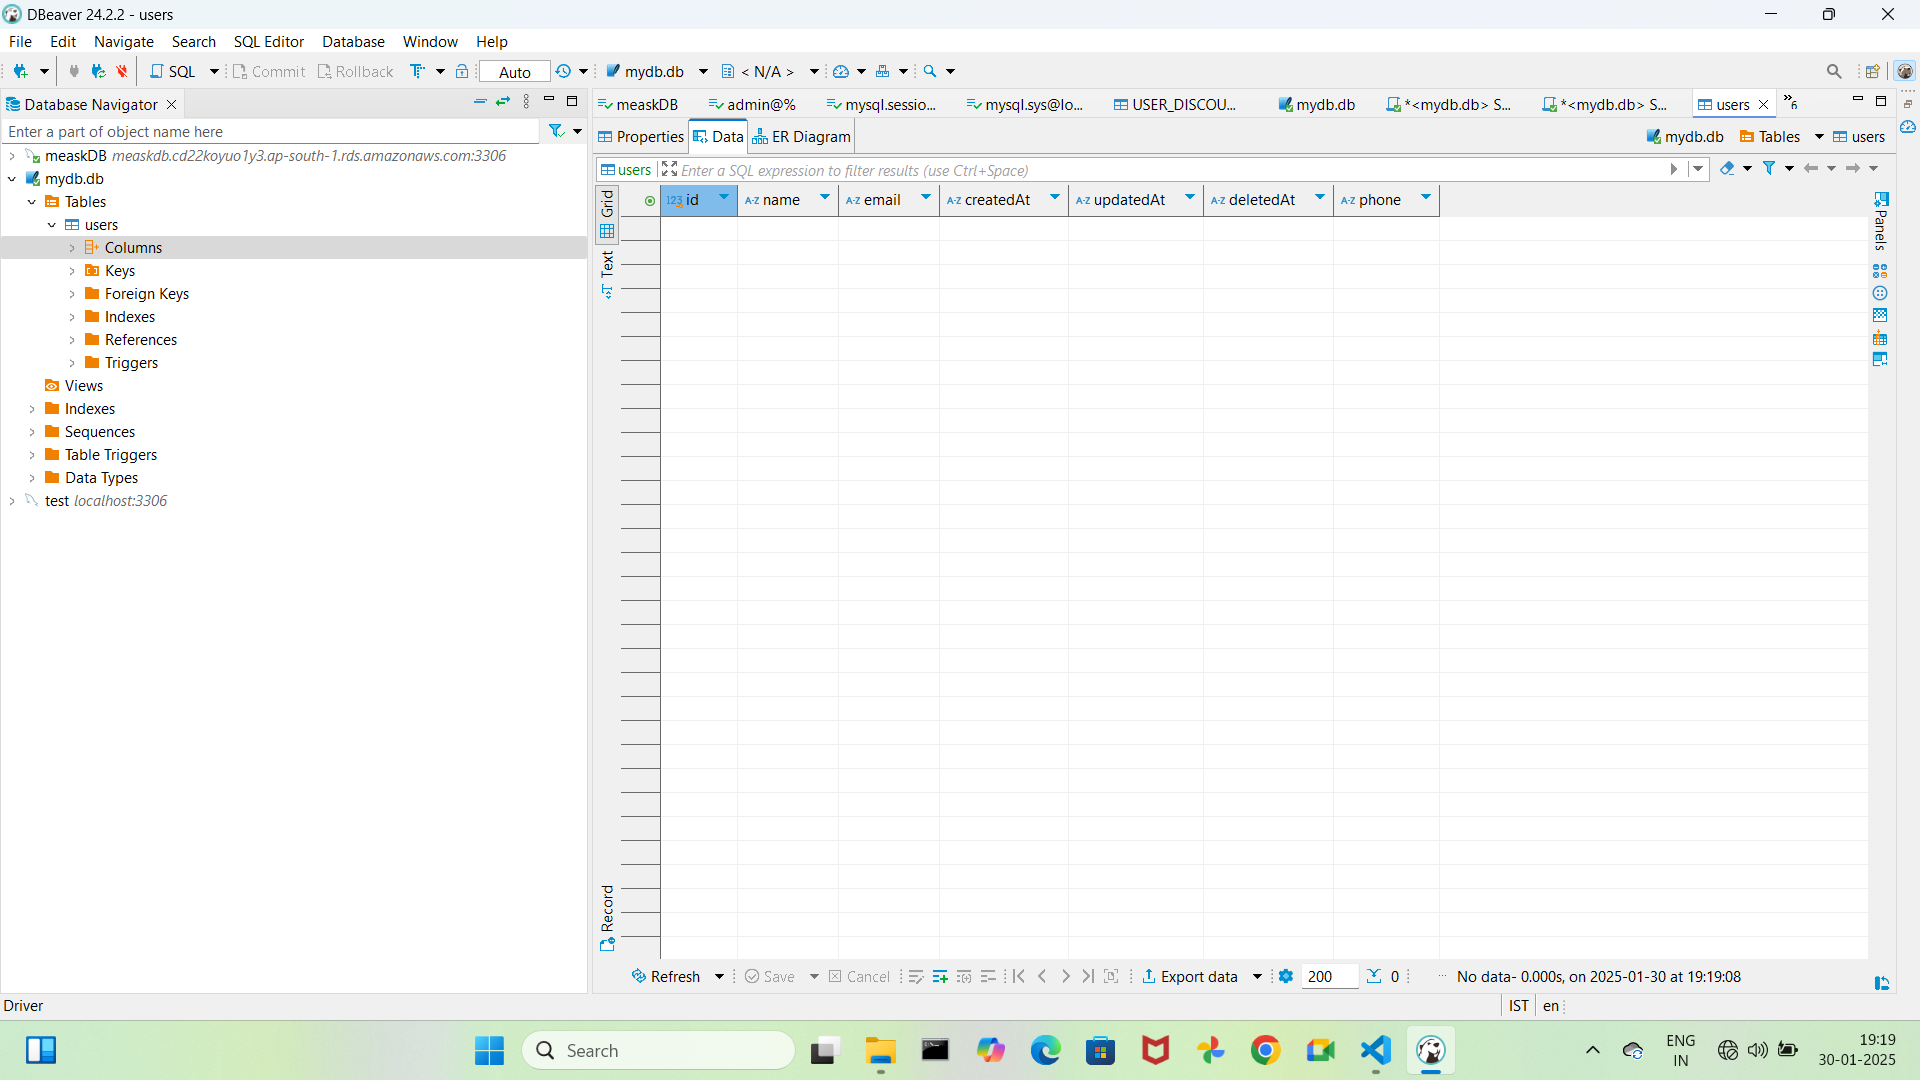 DBeaver 24.2.2 - users
File Edit Navigate Search SQL Editor Database Window Help
SQL Commit Rollback Auto mydb.db < N/A >
Database Navigator
measkDB admin@% mysql.sessio... mysql.sys@lo... USER_DISCOU... mydb.db *<mydb.db> S... *<mydb.db> S... users 6
Enter a part of object name here
Properties Data ER Diagram mydb.db Tables users
measkDB measkdb.cd22koyuo1y3.ap-south-1.rds.amazonaws.com:3306
mydb.db
Tables
users
Columns
Keys
Foreign Keys
Indexes
References
Triggers
Views
Indexes
Sequences
Table Triggers
Data Types
test localhost:3306
users Enter a SQL expression to filter results (use Ctrl+Space)
Grid
Text
Record
123 id A-Z name A-Z email A-Z createdAt A-Z updatedAt A-Z deletedAt A-Z phone
Panels
Refresh Save Cancel Export data 200 0 No data- 0.000s, on 2025-01-30 at 19:19:08
Driver
IST en
Search
ENG
IN
19:19
30-01-2025